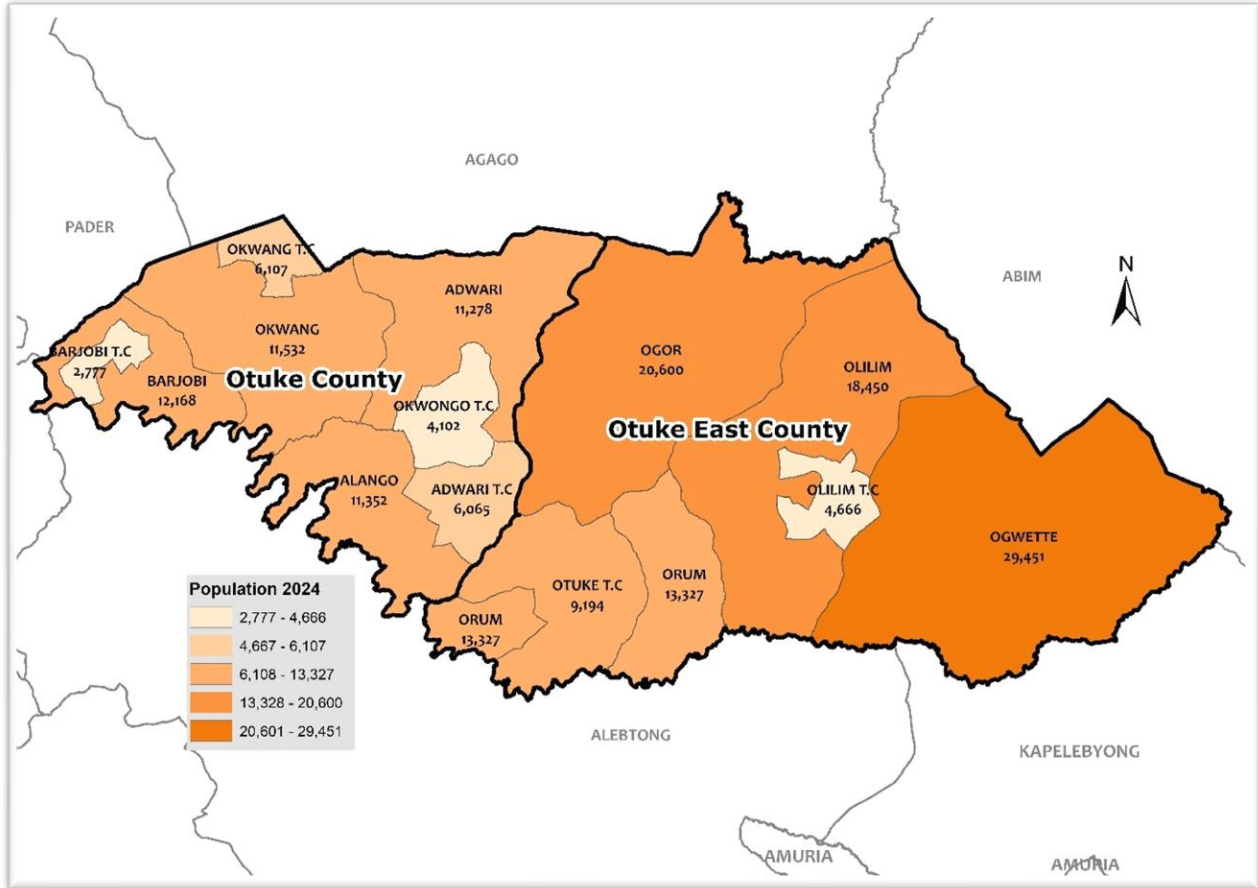 AGAGO
PADER
ABIM
N
OKWANG T.C
6,107
ADWARI
11,278
OKWANG
11,532
BARJOBI T.C
2,777
BARJOBI
12,168
Otuke County
OKWONGO T.C
4,102
ALANGO
11,352
ADWARI T.C
6,065
OGOR
20,600
OLILIM
18,450
Otuke East County
OLILIM T.C
4,666
OGWETTE
29,451
OTUKE T.C
9,194
ORUM
13,327
ORUM
13,327
Population 2024
2,777 - 4,666
4,667 - 6,107
6,108 - 13,327
13,328 - 20,600
20,601 - 29,451
ALEBTONG
KAPELEBYONG
AMURIA
AMURIA